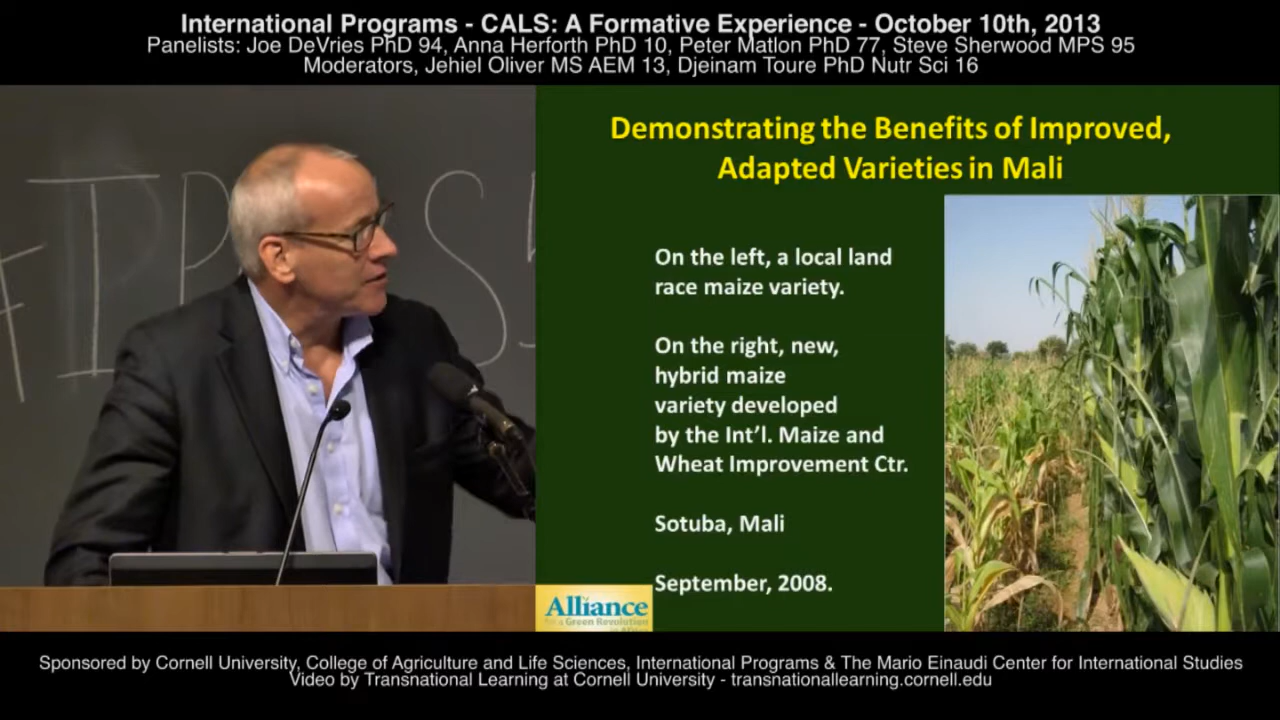 International Programs - CALS: A Formative Experience - October 10th, 2013
Panelists: Joe DeVries PhD 94, Anna Herforth PhD 10, Peter Matlon PhD 77, Steve Sherwood MPS 95
Moderators, Jehiel Oliver MS AEM 13, Djeinam Toure PhD Nutr Sci 16
Demonstrating the Benefits of Improved,
Adapted Varieties in Mali
On the left, a local land
race maize variety.
On the right, new,
hybrid maize
variety developed
by the Int'l. Maize and
Wheat Improvement Ctr.
Sotuba, Mali
September, 2008.
Alliance
for a Green Revolution
Sponsored by Cornell University, College of Agriculture and Life Sciences, International Programs & The Mario Einaudi Center for International Studies
Video by Transnational Learning at Cornell University - transnationallearning.cornell.edu